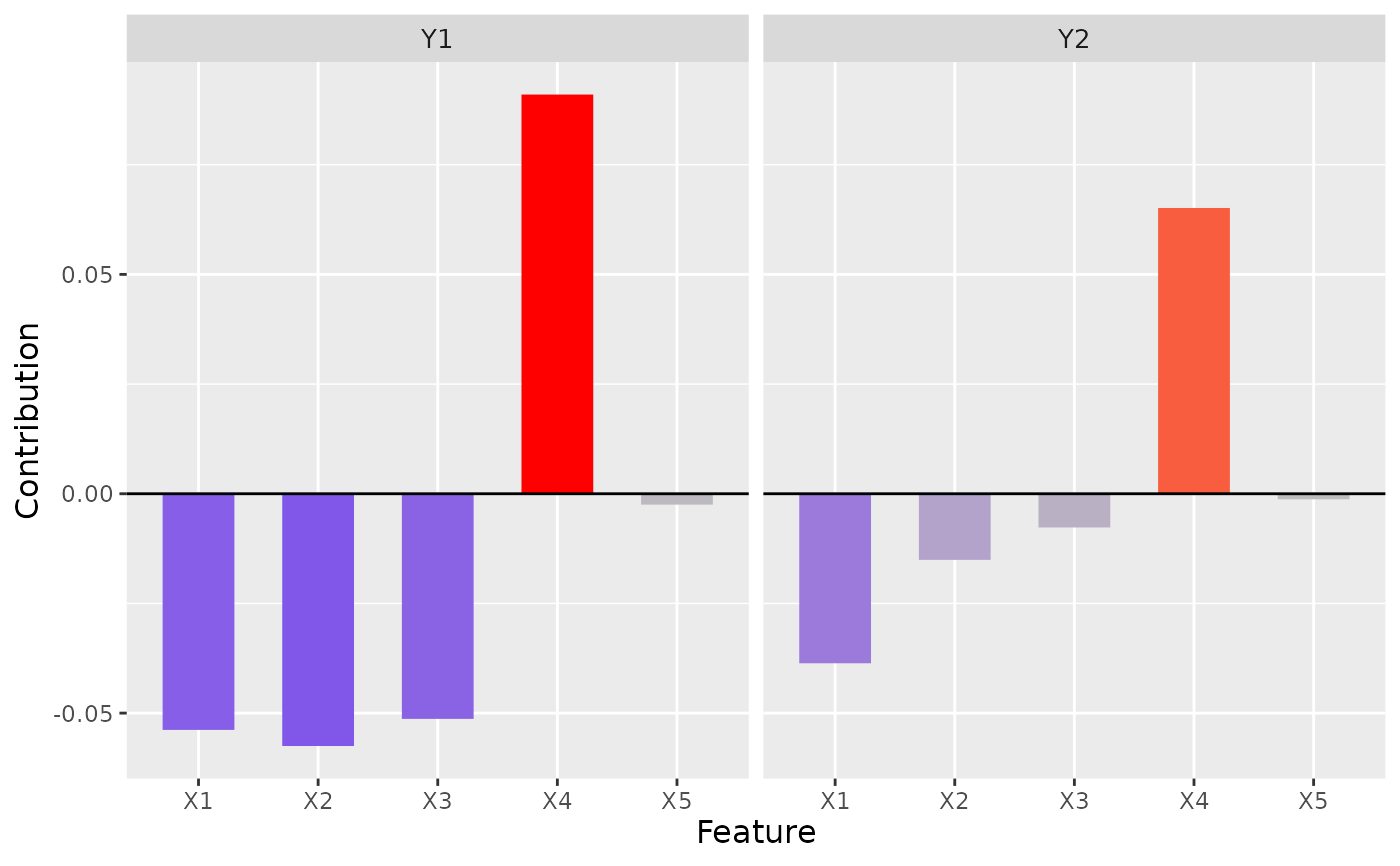 Y1
Y2
Contribution
0.05
0.00
-0.05
X1 X2 X3 X4 X5
X1 X2 X3 X4 X5
Feature